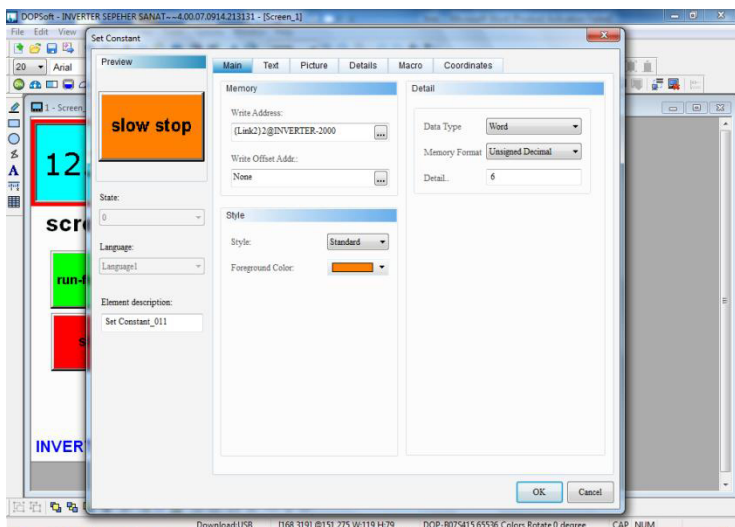 DOPSoft - INVERTER SEPEHER SANAT~~4.00.07.0914.213131 - [Screen_1]
File Edit View
Set Constant
20 Arial
Preview
Main Text Picture Details Macro Coordinates
1 - Screen
slow stop
12
scre
run-f
s
INVER
State:
0
Language:
Language1
Element description:
Set Constant_011
Memory
Write Address:
{Link2}2@INVERTER-2000
...
Write Offset Addr.:
None
...
Style
Style: Standard
Foreground Color:
Detail
Data Type Word
Memory Format Unsigned Decimal
Detail.. 6
OK Cancel
Download:USB [168,319] @151,275 W:119 H:79 DOP-B07S415 65536 Colors Rotate 0 degree CAP NUM